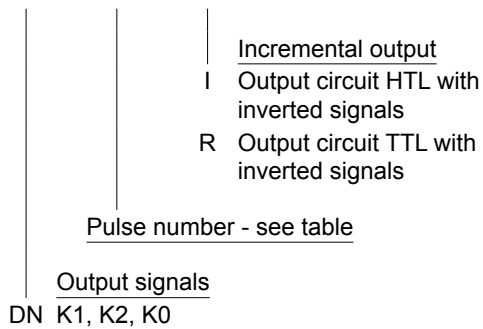 Incremental output
I Output circuit HTL with
inverted signals
R Output circuit TTL with
inverted signals
Pulse number - see table
Output signals
DN K1, K2, K0